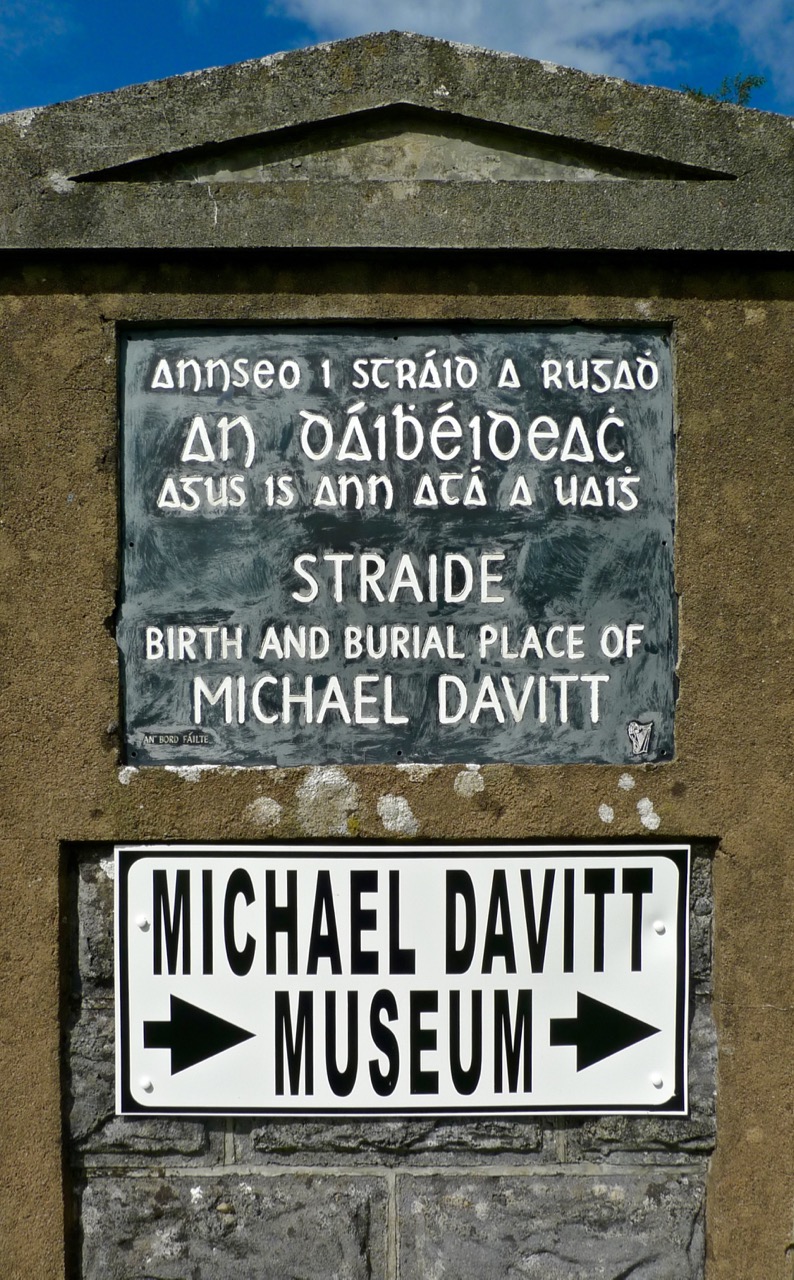 Annseo i Stráid a rugaḋ
An Dáiḃéideaċ
agus is ann atá a uaiġ
STRAIDE
BIRTH AND BURIAL PLACE OF
MICHAEL DAVITT
AN BORD FÁILTE
MICHAEL DAVITT
MUSEUM